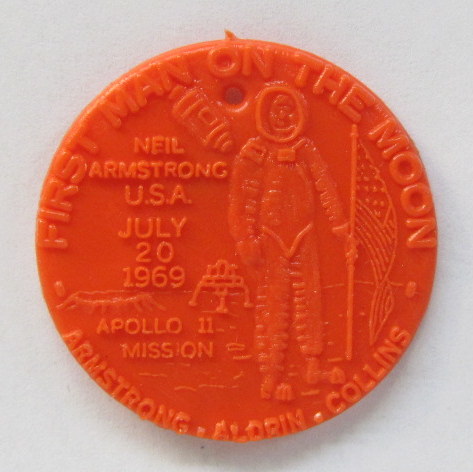 FIRST MAN ON THE MOON
NEIL
ARMSTRONG
U.S.A.
JULY
20
1969
APOLLO 11
MISSION
ARMSTRONG - ALDRIN - COLLINS